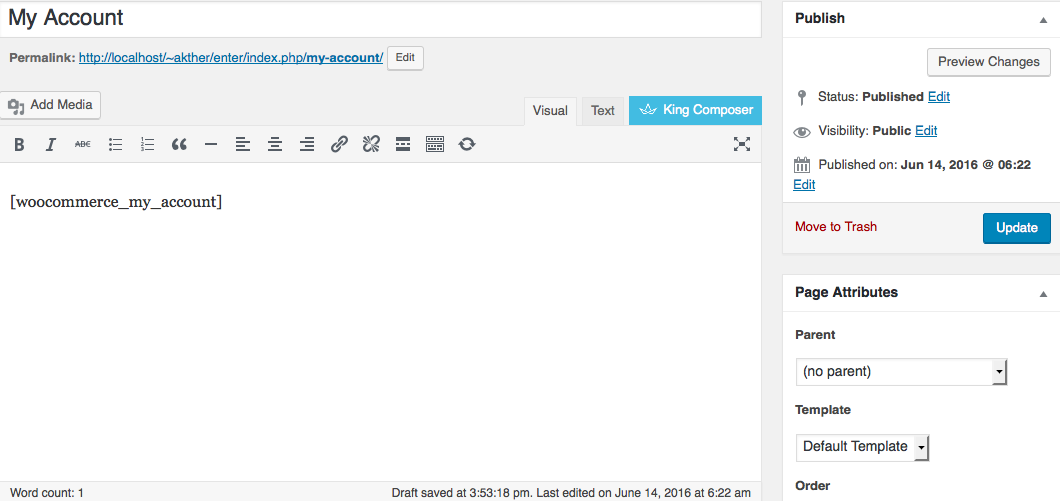 My Account
Permalink: http://localhost/~akther/enter/index.php/my-account/ Edit
Add Media
Visual Text King Composer
B I ABC
[woocommerce_my_account]
Word count: 1
Draft saved at 3:53:18 pm. Last edited on June 14, 2016 at 6:22 am
Publish
Preview Changes
Status: Published Edit
Visibility: Public Edit
Published on: Jun 14, 2016 @ 06:22
Edit
Move to Trash
Update
Page Attributes
Parent
(no parent)
Template
Default Template
Order